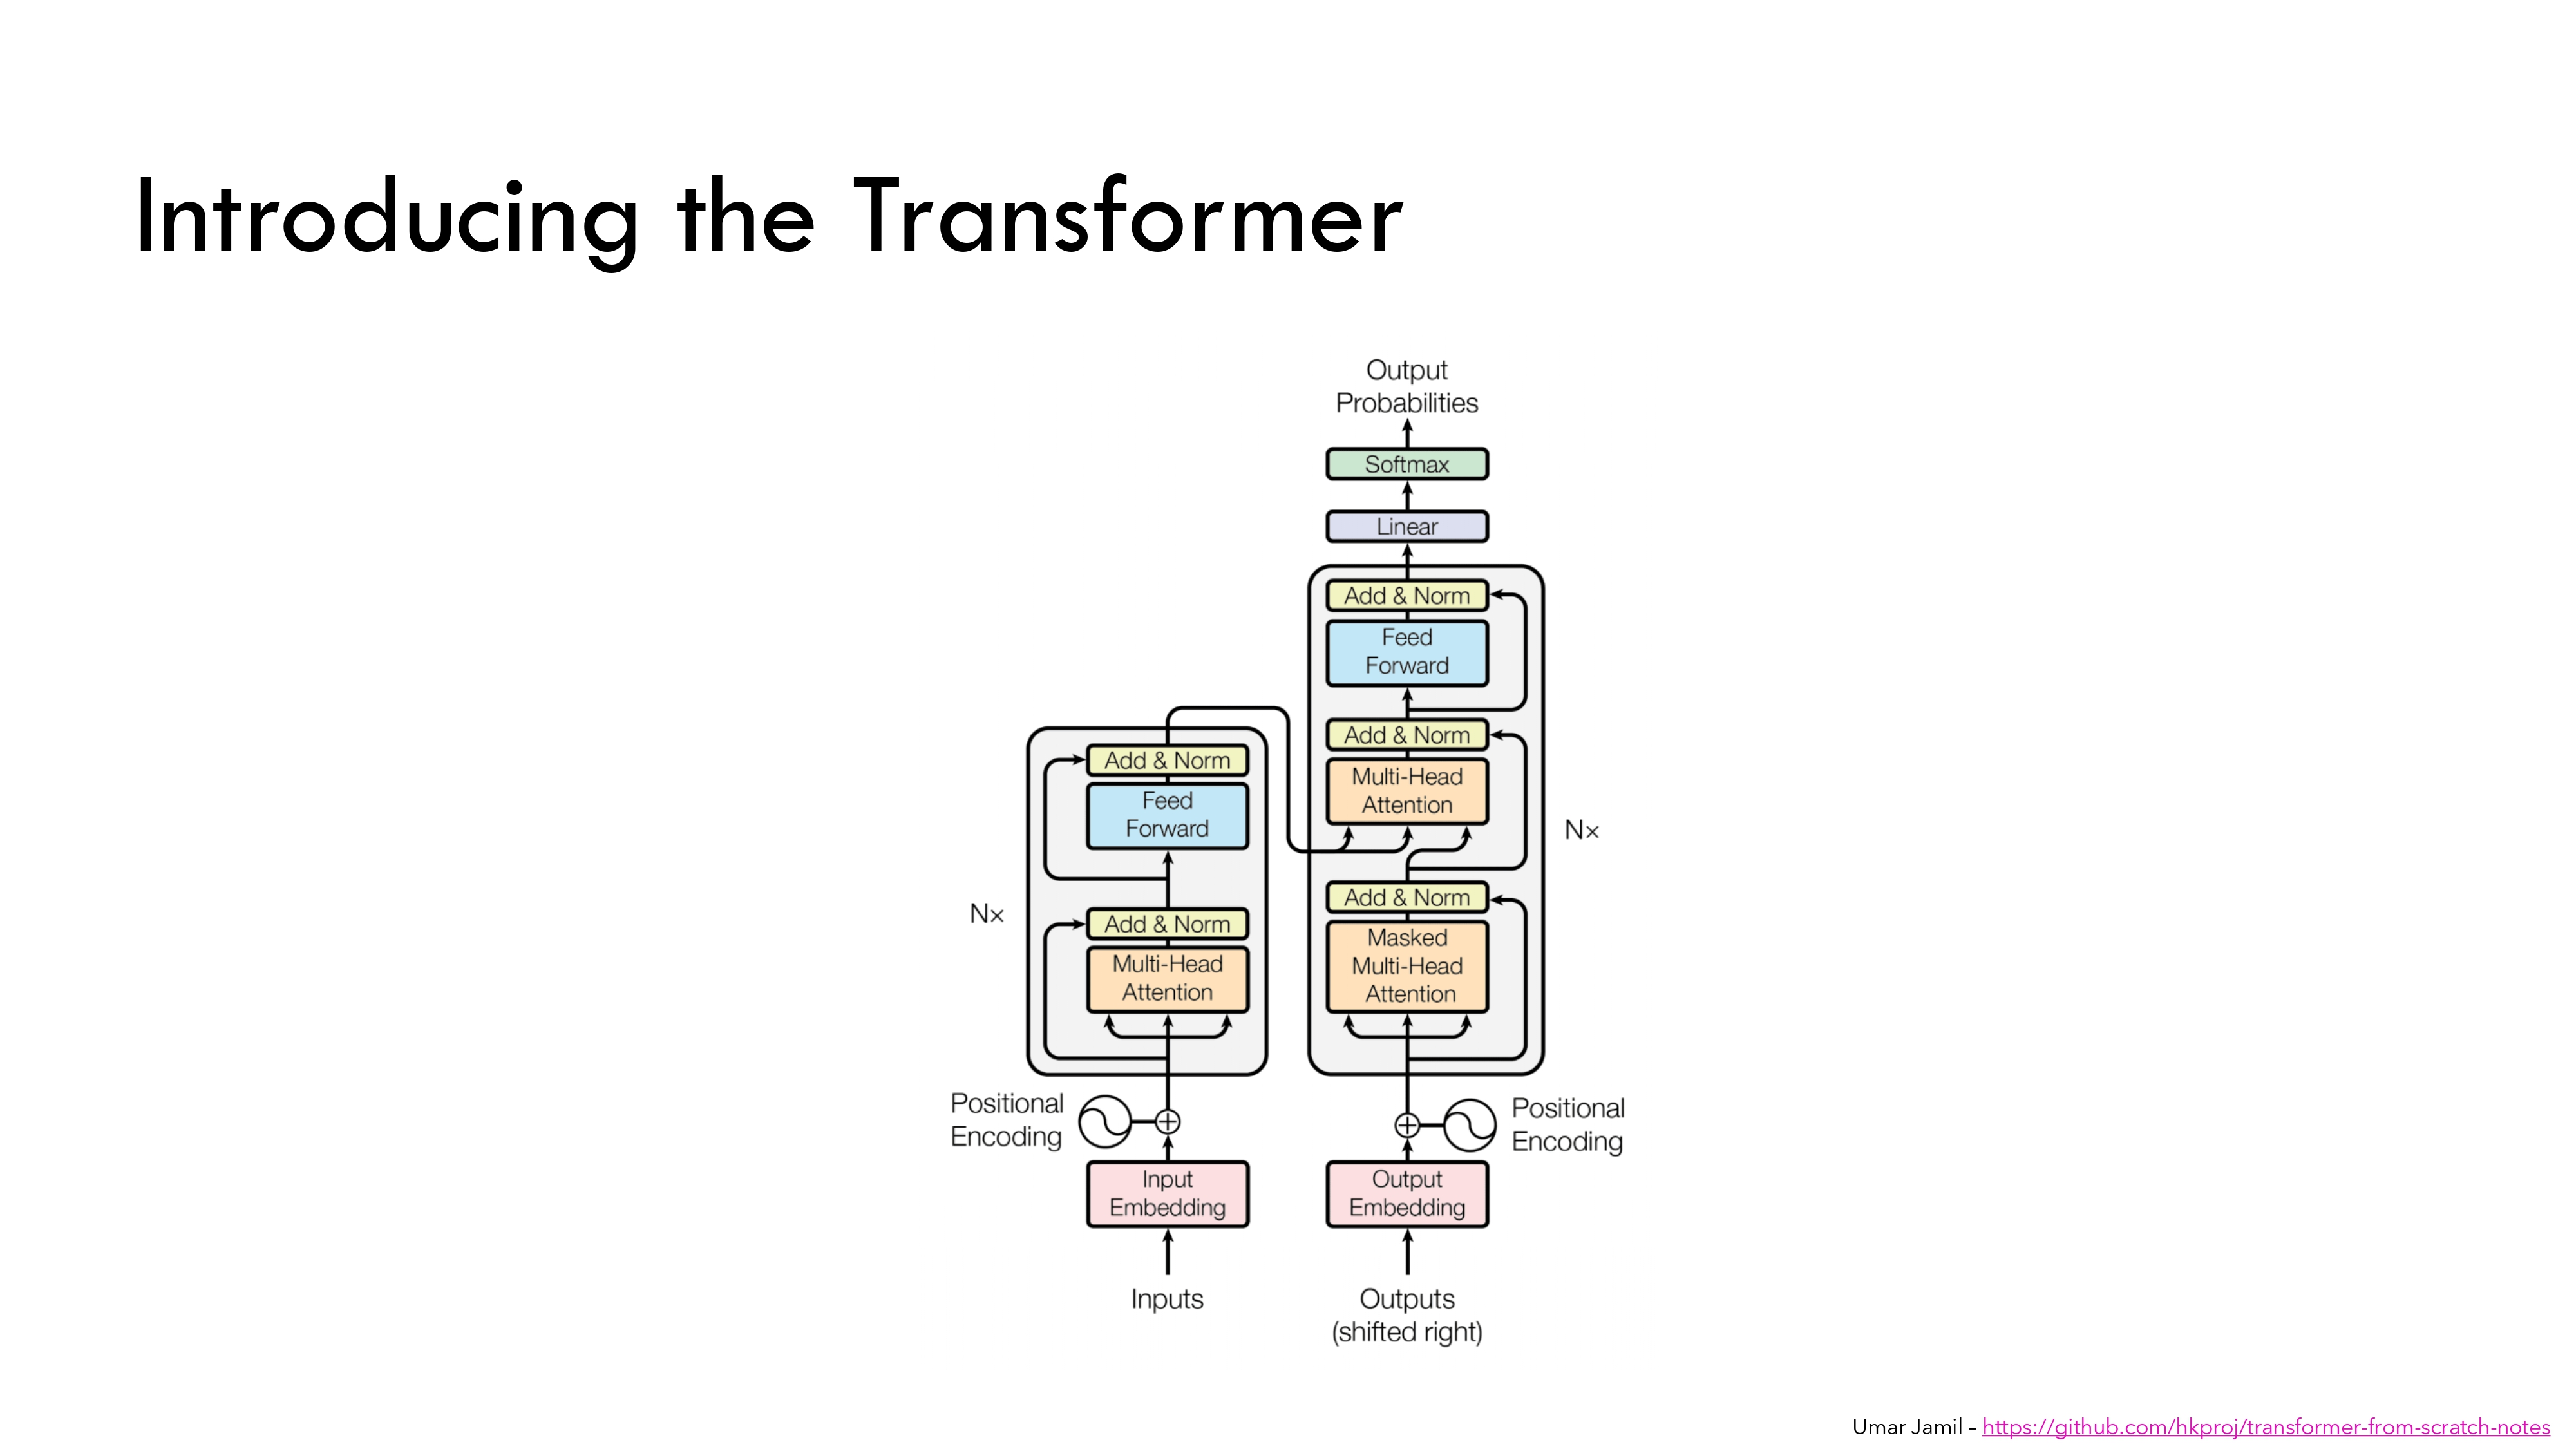 Introducing the Transformer
Output
Probabilities
Softmax
Linear
Add & Norm
Feed
Forward
Add & Norm
Multi-Head
Attention
Nx
Add & Norm
Masked
Multi-Head
Attention
Add & Norm
Feed
Forward
Nx
Add & Norm
Multi-Head
Attention
Positional
Encoding
Positional
Encoding
Input
Embedding
Output
Embedding
Inputs
Outputs
(shifted right)
Umar Jamil – https://github.com/hkproj/transformer-from-scratch-notes